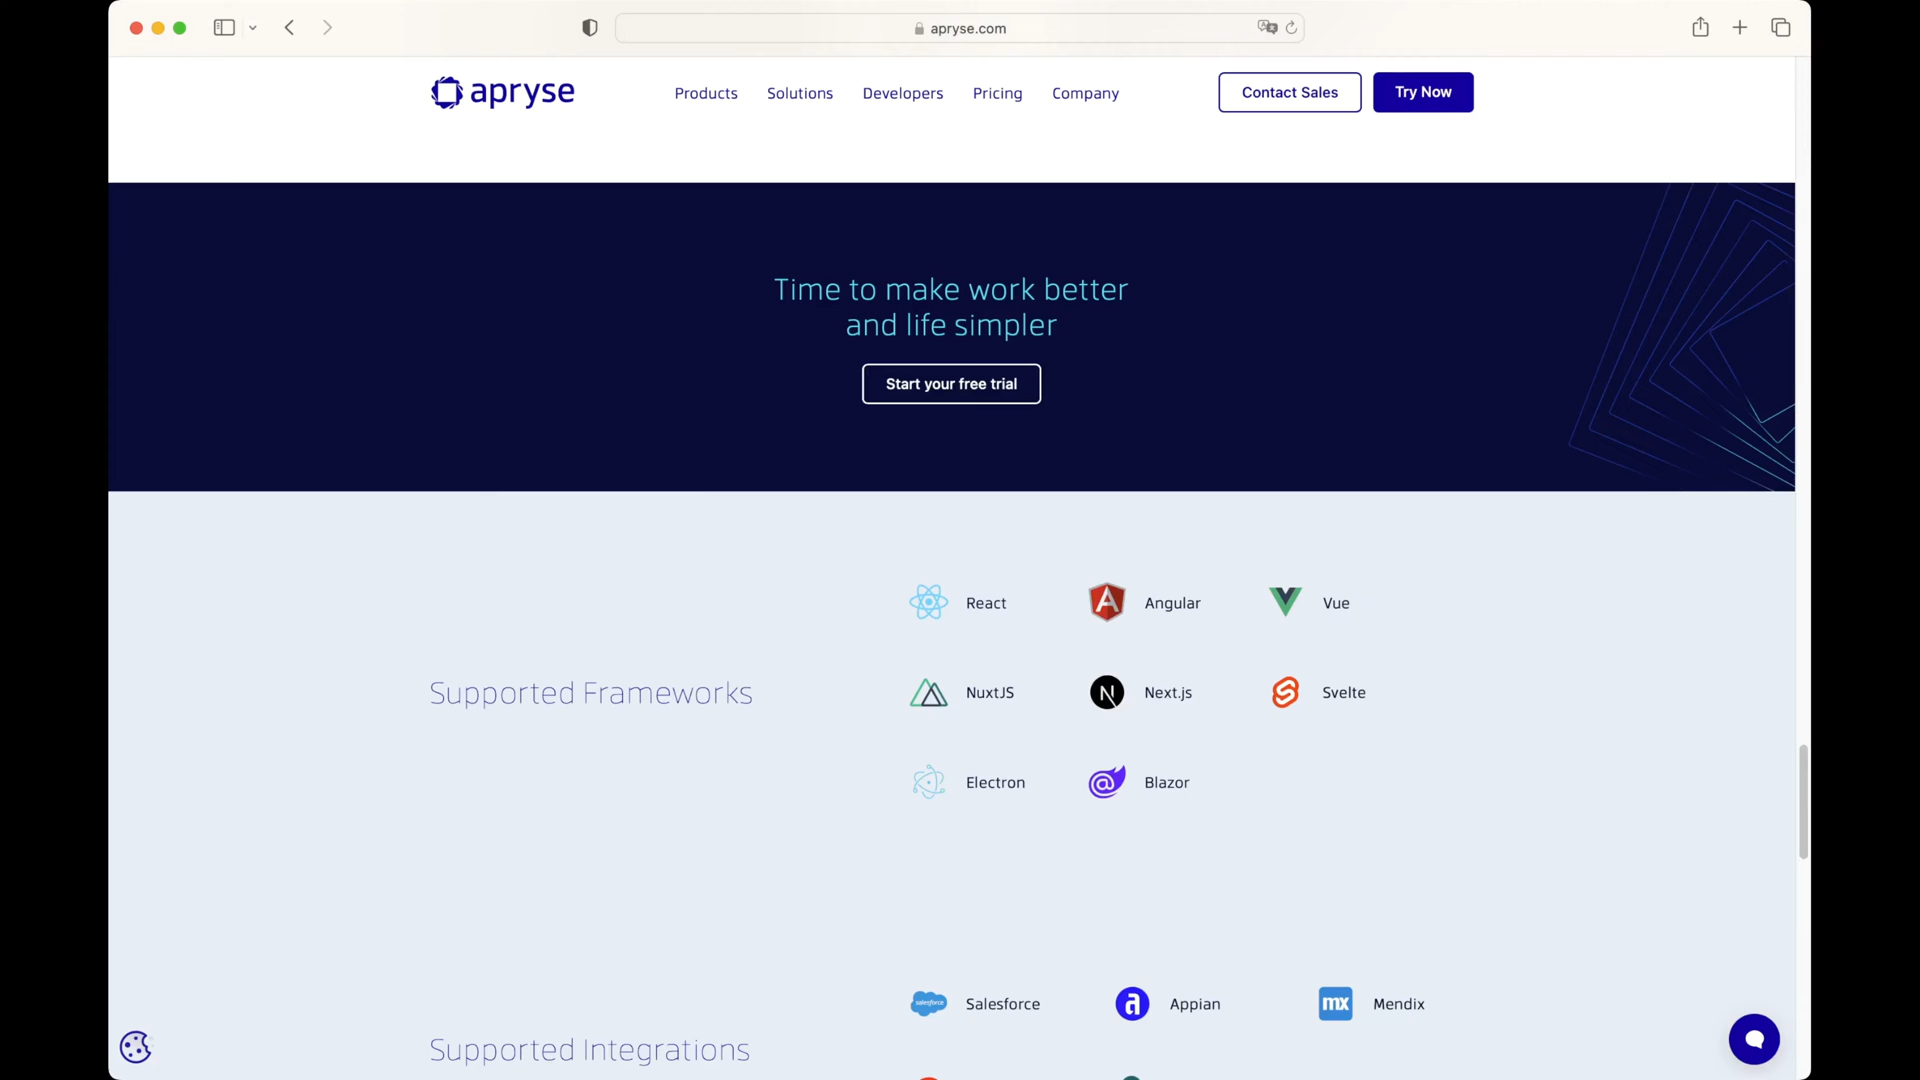 apryse.com
apryse
Products
Solutions
Developers
Pricing
Company
Contact Sales
Try Now
Time to make work better
and life simpler
Start your free trial
Supported Frameworks
React
Angular
Vue
NuxtJS
Next.js
Svelte
Electron
Blazor
Supported Integrations
salesforce
Salesforce
a
Appian
mx
Mendix